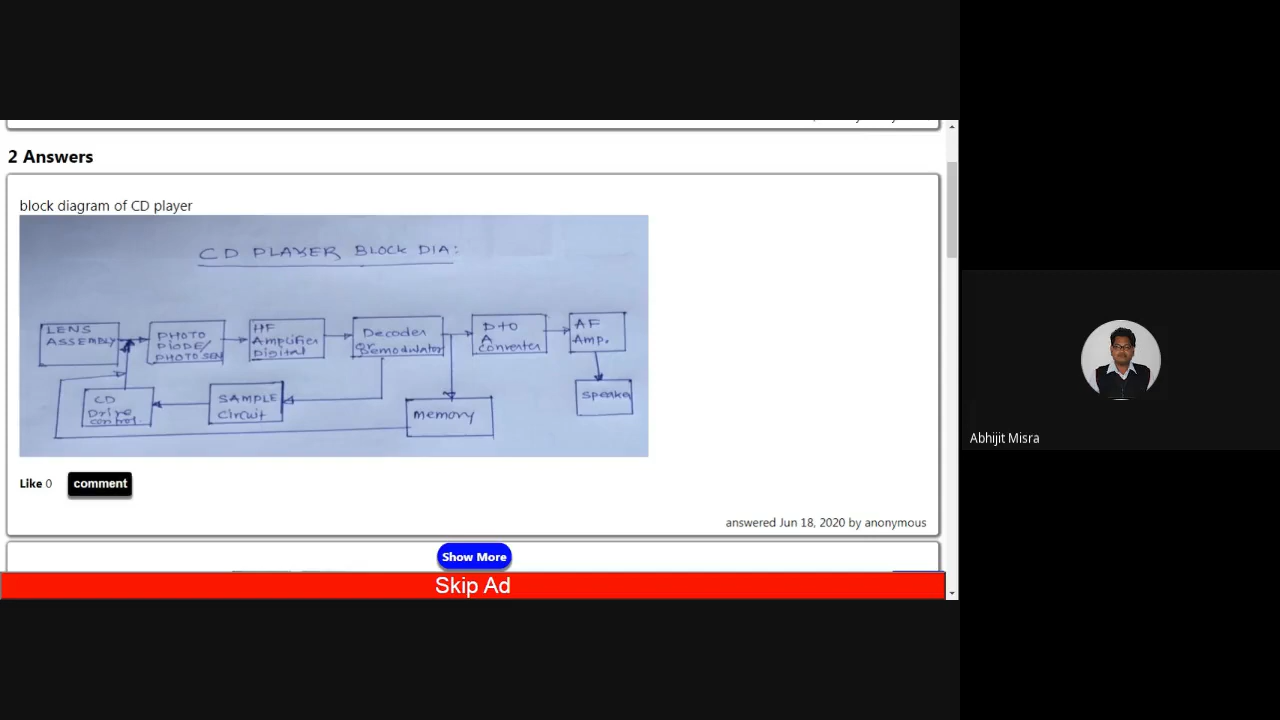 2 Answers
block diagram of CD player
CD PLAYER BLOCK DIA:
LENS
ASSEMBLY
PHOTO
DIODE/
PHOTO SEN
HF
Amplifier
Digital
Decoder
or
Demodulator
D to
A
converter
AF
Amp.
CD
Drive
control.
SAMPLE
Circuit
memory
Speaker
Like 0
comment
answered Jun 18, 2020 by anonymous
Show More
Skip Ad
Abhijit Misra